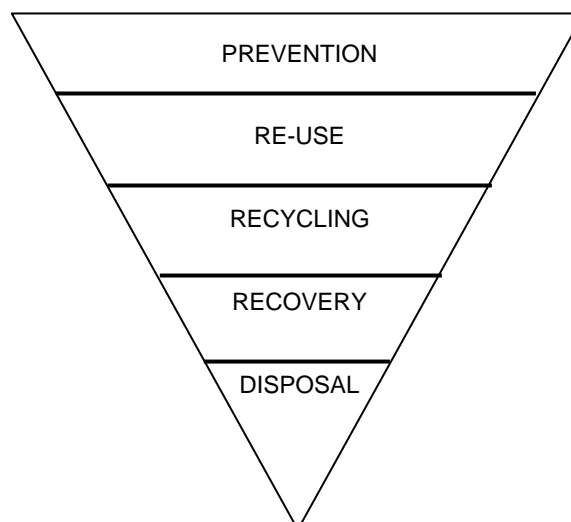 PREVENTION
RE-USE
RECYCLING
RECOVERY
DISPOSAL